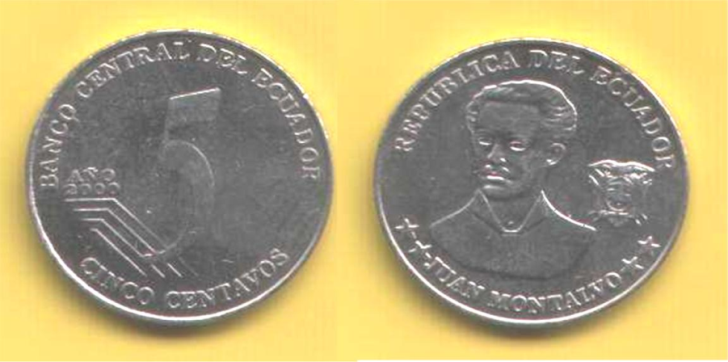 BANCO CENTRAL DEL ECUADOR
5
AÑO
2000
CINCO CENTAVOS
REPUBLICA DEL ECUADOR
JUAN MONTALVO